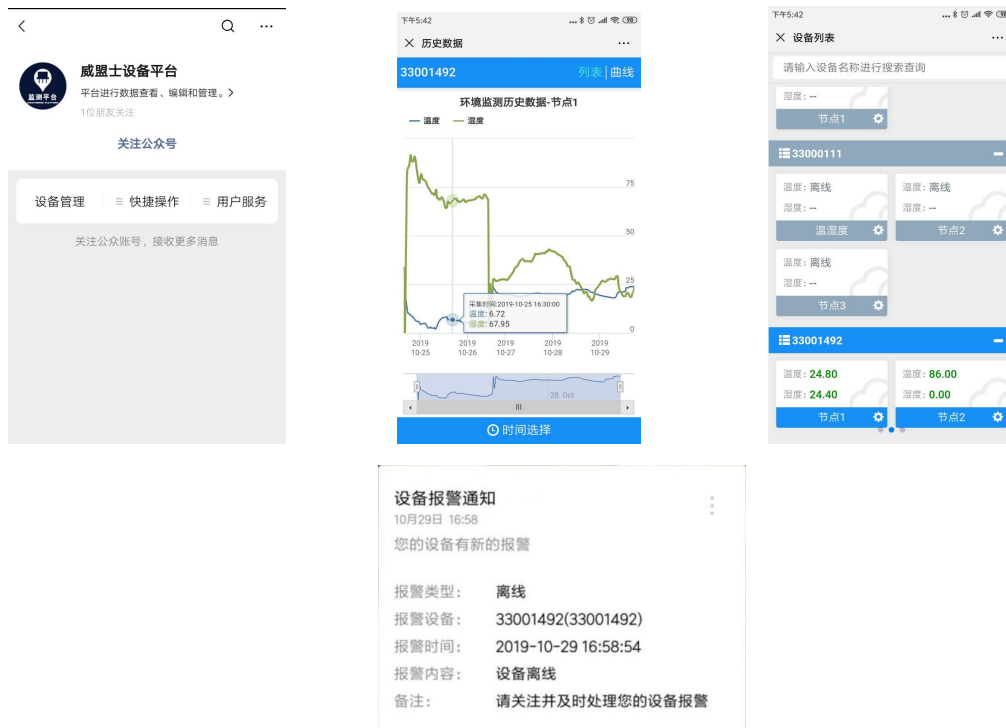 威盟士设备平台
平台进行数据查看、编辑和管理。
1位朋友关注
监测平台
关注公众号
设备管理
快捷操作
用户服务
关注公众账号，接收更多消息
下午5:42
历史数据
33001492
列表|曲线
环境监测历史数据-节点1
温度 湿度
75
50
25
0
采集时间:2019-10-25 16:30:00
温度: 6.72
湿度: 67.95
2019 2019 2019 2019 2019
10-25 10-26 10-27 10-28 10-29
28. Oct
时间选择
下午5:42
设备列表
请输入设备名称进行搜索查询
湿度: --
节点1
33000111
温度: 离线 温度: 离线
湿度: -- 湿度: --
温湿度 节点2
温度: 离线
湿度: --
节点3
33001492
温度: 24.80 温度: 86.00
湿度: 24.40 湿度: 0.00
节点1 节点2
设备报警通知
10月29日 16:58
您的设备有新的报警
报警类型: 离线
报警设备: 33001492(33001492)
报警时间: 2019-10-29 16:58:54
报警内容: 设备离线
备注: 请关注并及时处理您的设备报警